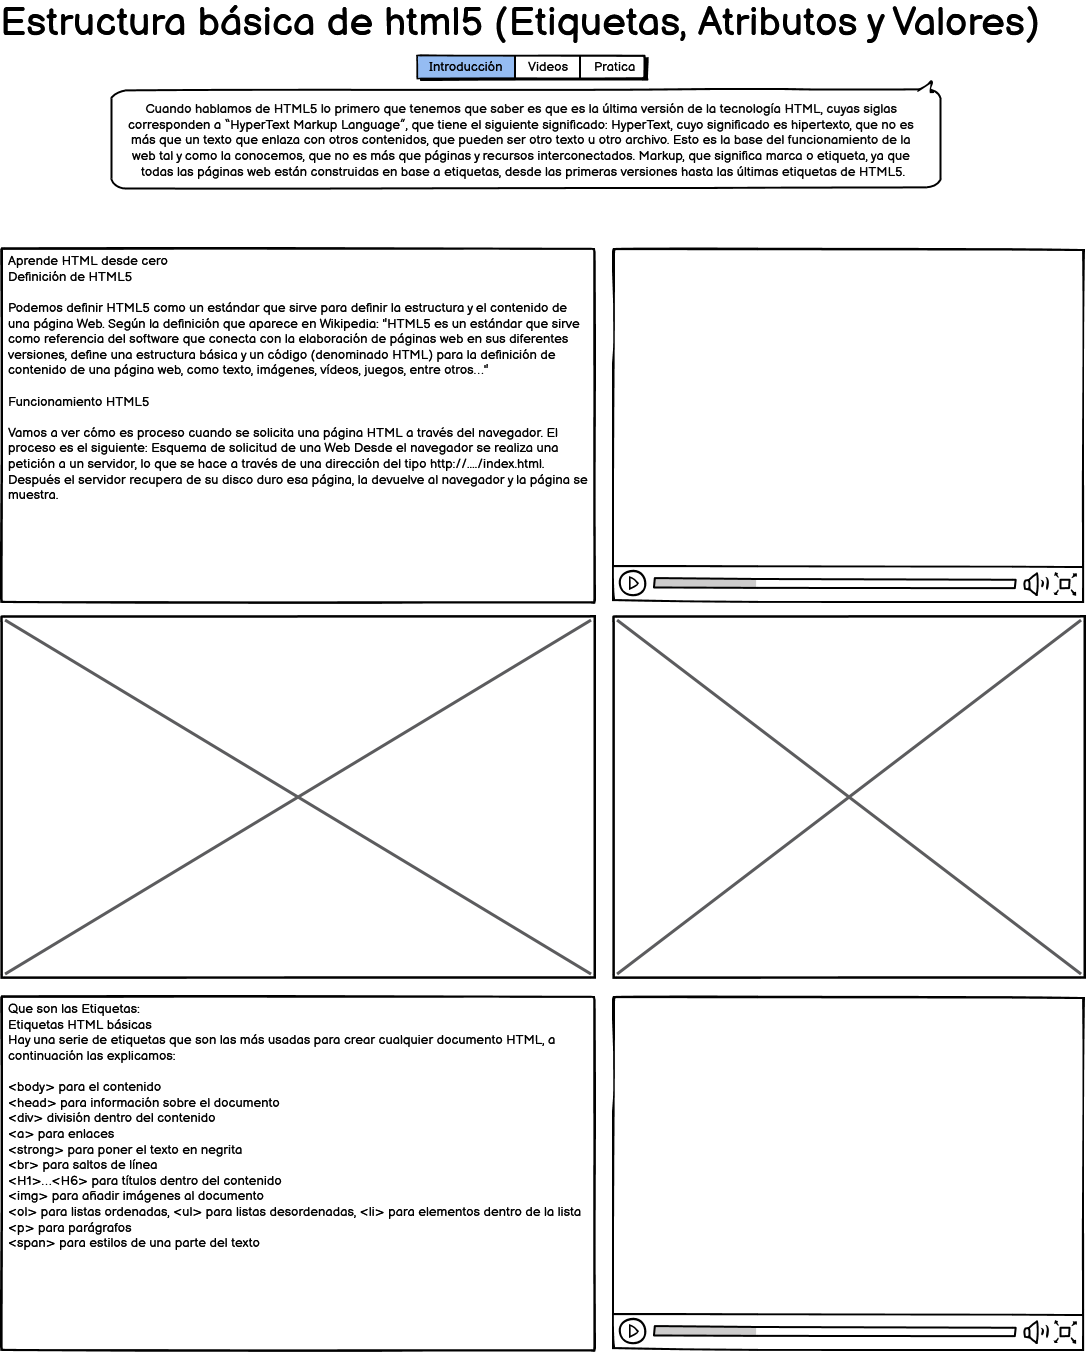 Estructura básica de html5 (Etiquetas, Atributos y Valores)
Introducción Videos Pratica
Cuando hablamos de HTML5 lo primero que tenemos que saber es que es la última versión de la tecnología HTML, cuyas siglas
corresponden a “HyperText Markup Language”, que tiene el siguiente significado: HyperText, cuyo significado es hipertexto, que no es
más que un texto que enlaza con otros contenidos, que pueden ser otro texto u otro archivo. Esto es la base del funcionamiento de la
web tal y como la conocemos, que no es más que páginas y recursos interconectados. Markup, que significa marca o etiqueta, ya que
todas las páginas web están construidas en base a etiquetas, desde las primeras versiones hasta las últimas etiquetas de HTML5.
Aprende HTML desde cero
Definición de HTML5
Podemos definir HTML5 como un estándar que sirve para definir la estructura y el contenido de
una página Web. Según la definición que aparece en Wikipedia: "HTML5 es un estándar que sirve
como referencia del software que conecta con la elaboración de páginas web en sus diferentes
versiones, define una estructura básica y un código (denominado HTML) para la definición de
contenido de una página web, como texto, imágenes, vídeos, juegos, entre otros..."
Funcionamiento HTML5
Vamos a ver cómo es proceso cuando se solicita una página HTML a través del navegador. El
proceso es el siguiente: Esquema de solicitud de una Web Desde el navegador se realiza una
petición a un servidor, lo que se hace a través de una dirección del tipo http://..../index.html.
Después el servidor recupera de su disco duro esa página, la devuelve al navegador y la página se
muestra.
Que son las Etiquetas:
Etiquetas HTML básicas
Hay una serie de etiquetas que son las más usadas para crear cualquier documento HTML, a
continuación las explicamos:
<body> para el contenido
<head> para información sobre el documento
<div> división dentro del contenido
<a> para enlaces
<strong> para poner el texto en negrita
<br> para saltos de línea
<H1>...<H6> para títulos dentro del contenido
<img> para añadir imágenes al documento
<ol> para listas ordenadas, <ul> para listas desordenadas, <li> para elementos dentro de la lista
<p> para parágrafos
<span> para estilos de una parte del texto